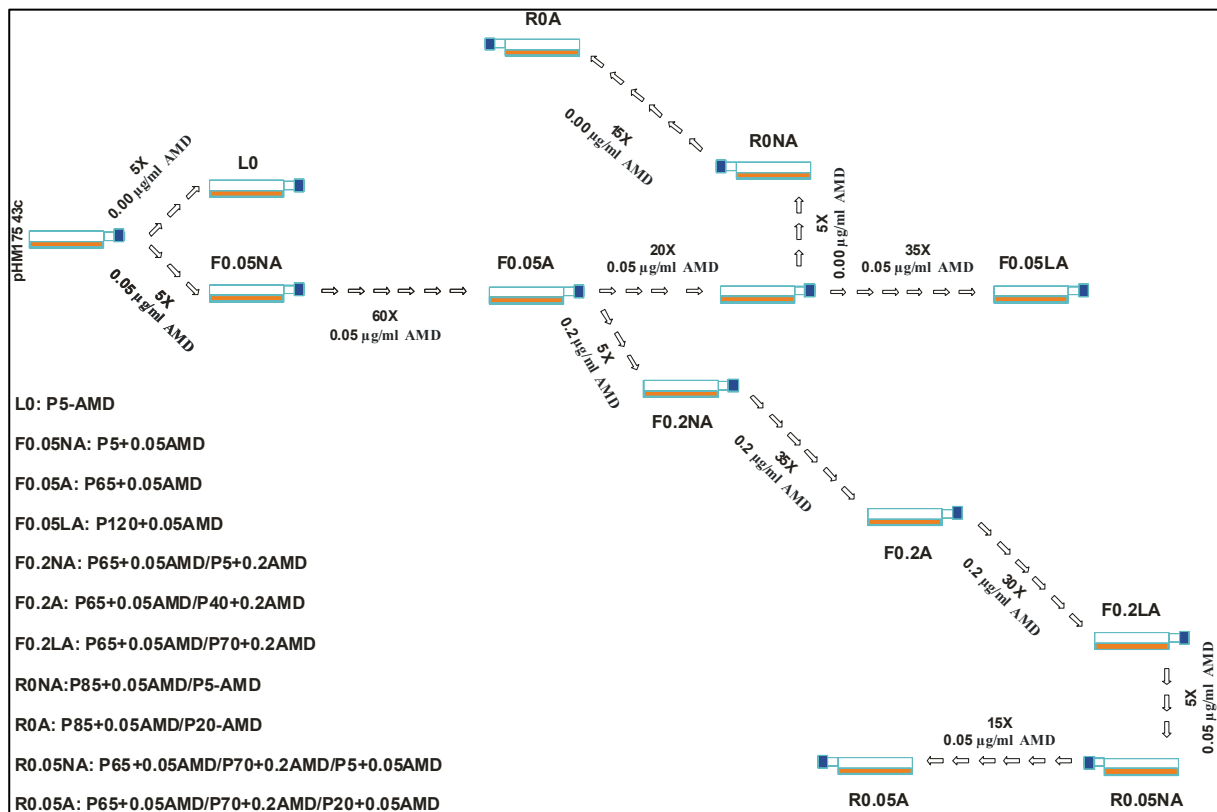 R0A
15X
0.00 µg/ml AMD
R0NA
5X
0.00 µg/ml AMD
L0
5X
0.00 µg/ml AMD
pHM175 43c
5X
0.05 µg/ml AMD
F0.05NA
60X
0.05 µg/ml AMD
F0.05A
20X
0.05 µg/ml AMD
35X
0.05 µg/ml AMD
F0.05LA
5X
0.2 µg/ml AMD
F0.2NA
35X
0.2 µg/ml AMD
F0.2A
30X
0.2 µg/ml AMD
F0.2LA
5X
0.05 µg/ml AMD
R0.05NA
15X
0.05 µg/ml AMD
R0.05A
L0: P5-AMD
F0.05NA: P5+0.05AMD
F0.05A: P65+0.05AMD
F0.05LA: P120+0.05AMD
F0.2NA: P65+0.05AMD/P5+0.2AMD
F0.2A: P65+0.05AMD/P40+0.2AMD
F0.2LA: P65+0.05AMD/P70+0.2AMD
R0NA:P85+0.05AMD/P5-AMD
R0A: P85+0.05AMD/P20-AMD
R0.05NA: P65+0.05AMD/P70+0.2AMD/P5+0.05AMD
R0.05A: P65+0.05AMD/P70+0.2AMD/P20+0.05AMD